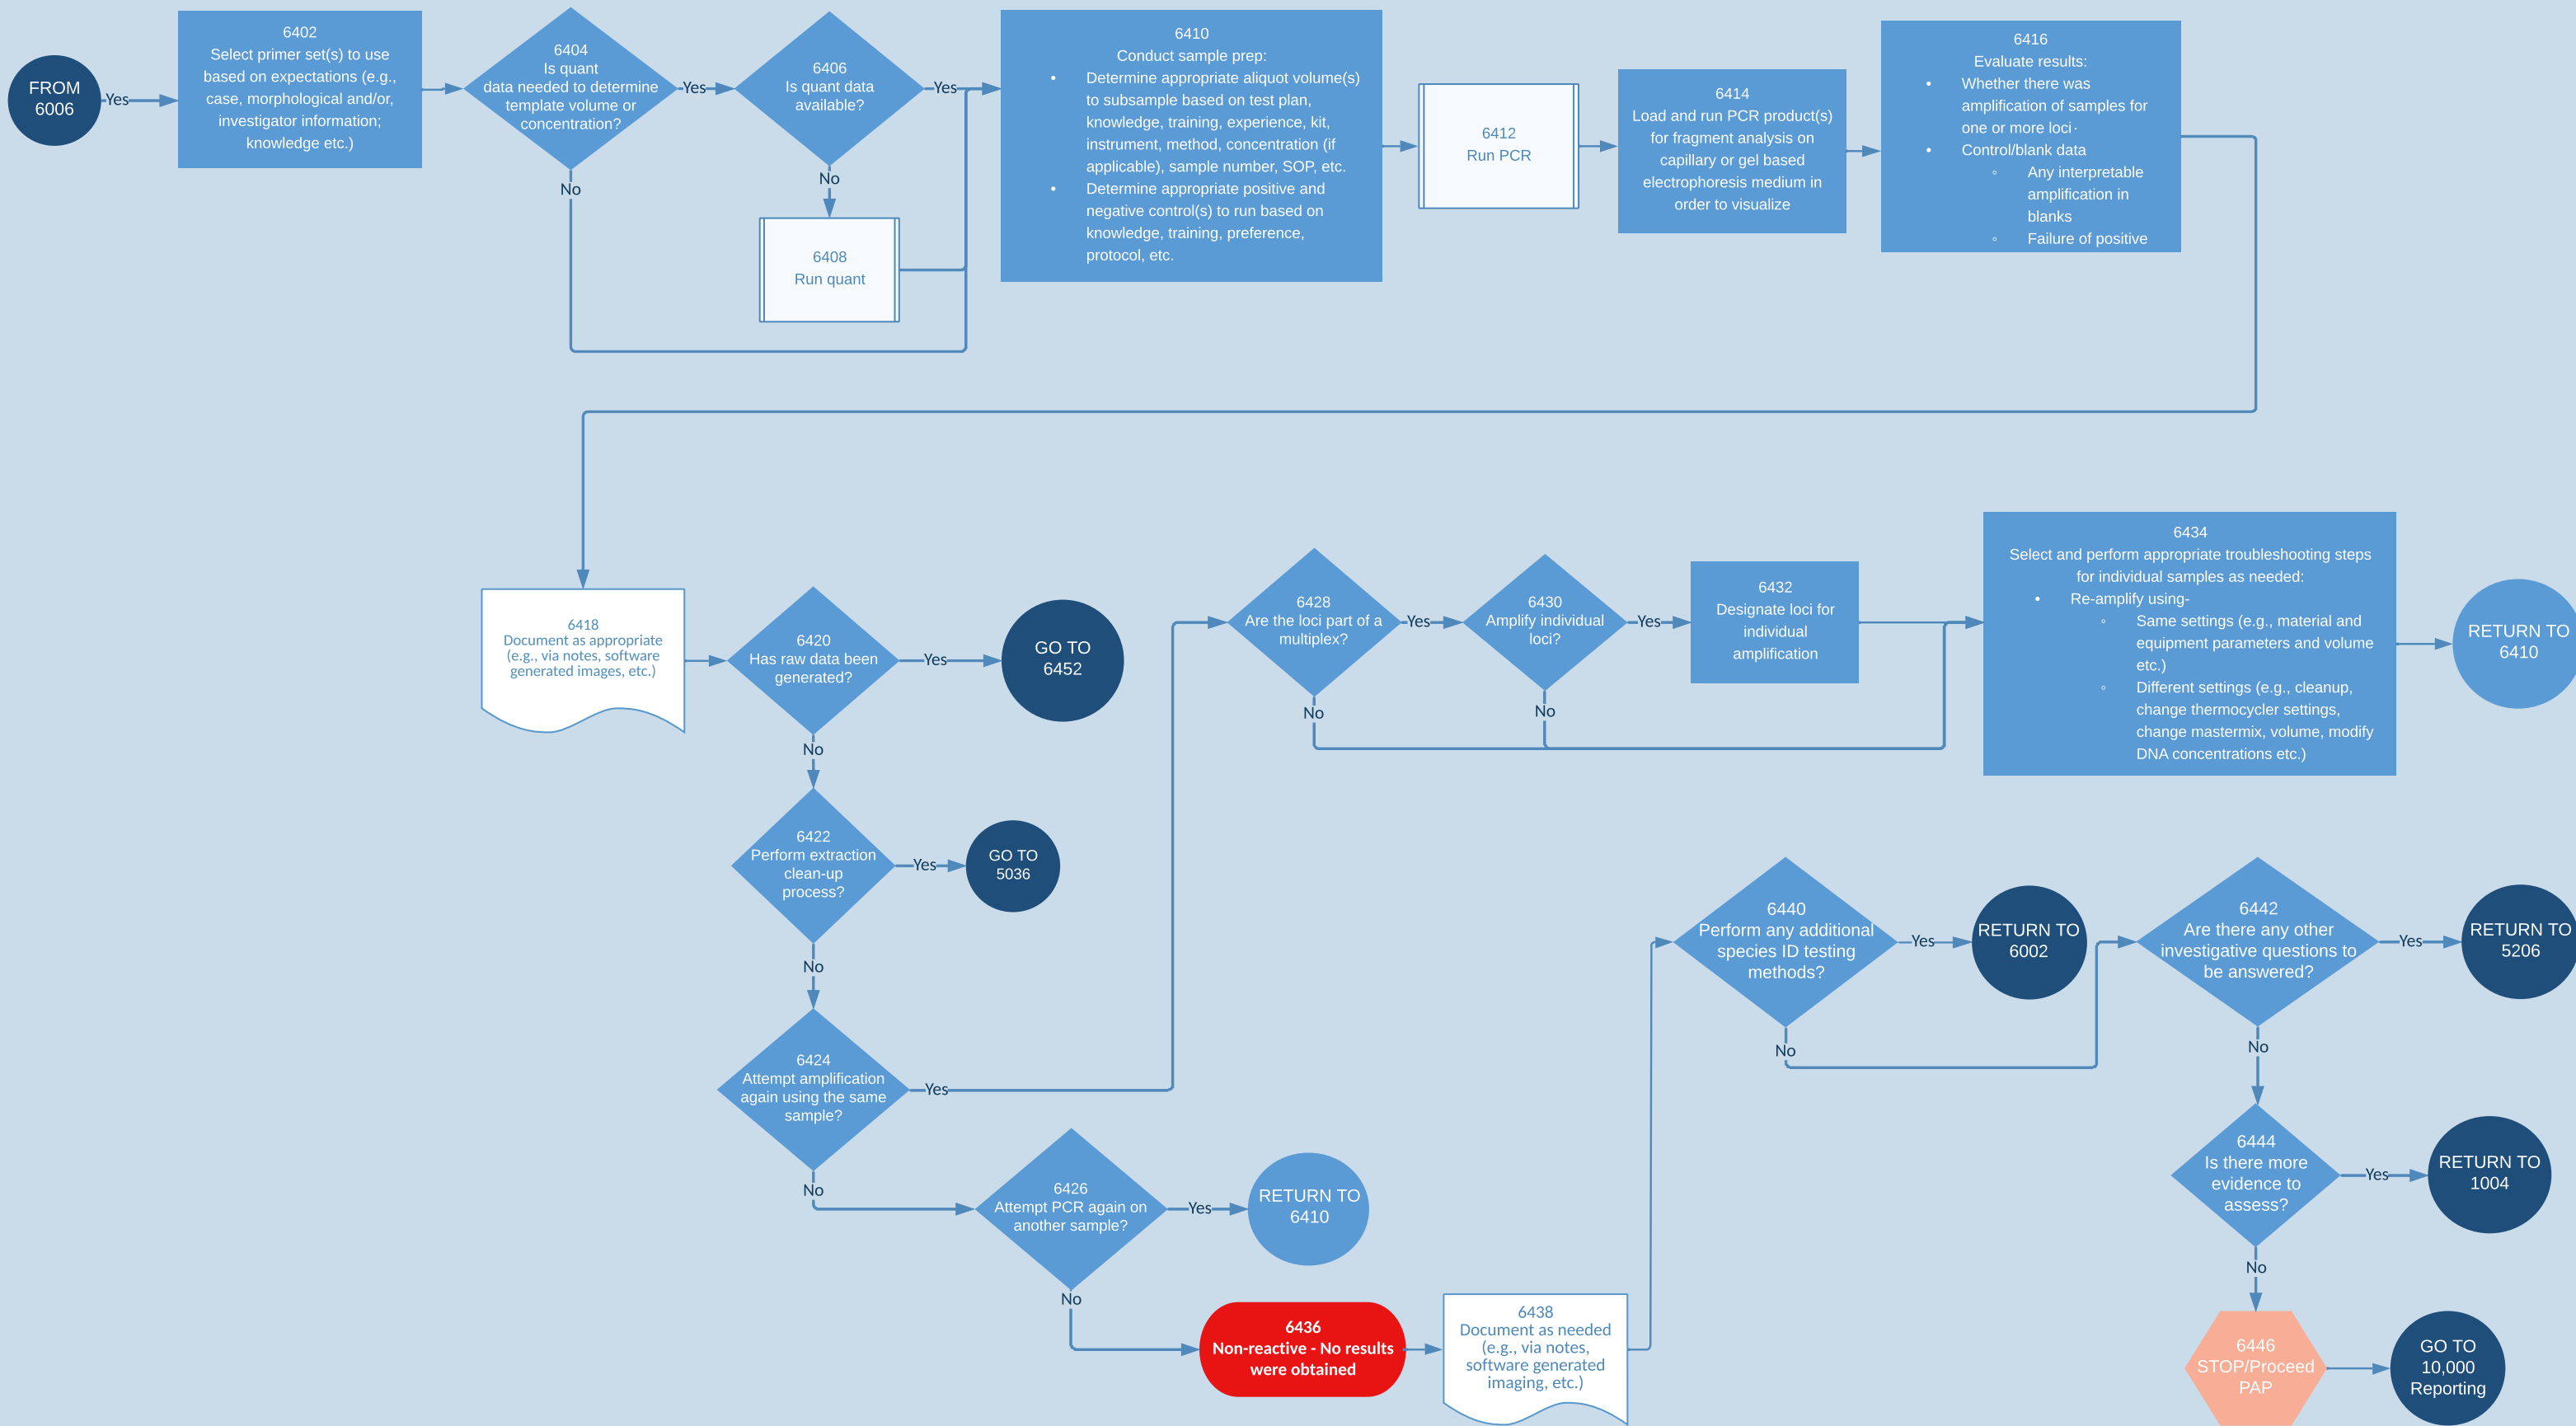 FROM
6006
Yes
6402
Select primer set(s) to use
based on expectations (e.g.,
case, morphological and/or,
investigator information;
knowledge etc.)
6404
Is quant
data needed to determine
template volume or
concentration?
Yes
No
6406
Is quant data
available?
Yes
No
6408
Run quant
6410
Conduct sample prep:
• Determine appropriate aliquot volume(s)
to subsample based on test plan,
knowledge, training, experience, kit,
instrument, method, concentration (if
applicable), sample number, SOP, etc.
• Determine appropriate positive and
negative control(s) to run based on
knowledge, training, preference,
protocol, etc.
6412
Run PCR
6414
Load and run PCR product(s)
for fragment analysis on
capillary or gel based
electrophoresis medium in
order to visualize
6416
Evaluate results:
• Whether there was
amplification of samples for
one or more loci·
• Control/blank data
◦ Any interpretable
amplification in
blanks
◦ Failure of positive
6418
Document as appropriate
(e.g., via notes, software
generated images, etc.)
6420
Has raw data been
generated?
Yes
GO TO
6452
No
6422
Perform extraction
clean-up
process?
Yes
GO TO
5036
No
6424
Attempt amplification
again using the same
sample?
Yes
No
6426
Attempt PCR again on
another sample?
Yes
RETURN TO
6410
No
6428
Are the loci part of a
multiplex?
Yes
No
6430
Amplify individual
loci?
Yes
No
6432
Designate loci for
individual
amplification
6434
Select and perform appropriate troubleshooting steps
for individual samples as needed:
• Re-amplify using-
◦ Same settings (e.g., material and
equipment parameters and volume
etc.)
◦ Different settings (e.g., cleanup,
change thermocycler settings,
change mastermix, volume, modify
DNA concentrations etc.)
RETURN TO
6410
6436
Non-reactive - No results
were obtained
6438
Document as needed
(e.g., via notes,
software generated
imaging, etc.)
6440
Perform any additional
species ID testing
methods?
Yes
RETURN TO
6002
No
6442
Are there any other
investigative questions to
be answered?
Yes
RETURN TO
5206
No
6444
Is there more
evidence to
assess?
Yes
RETURN TO
1004
No
6446
STOP/Proceed
PAP
GO TO
10,000
Reporting